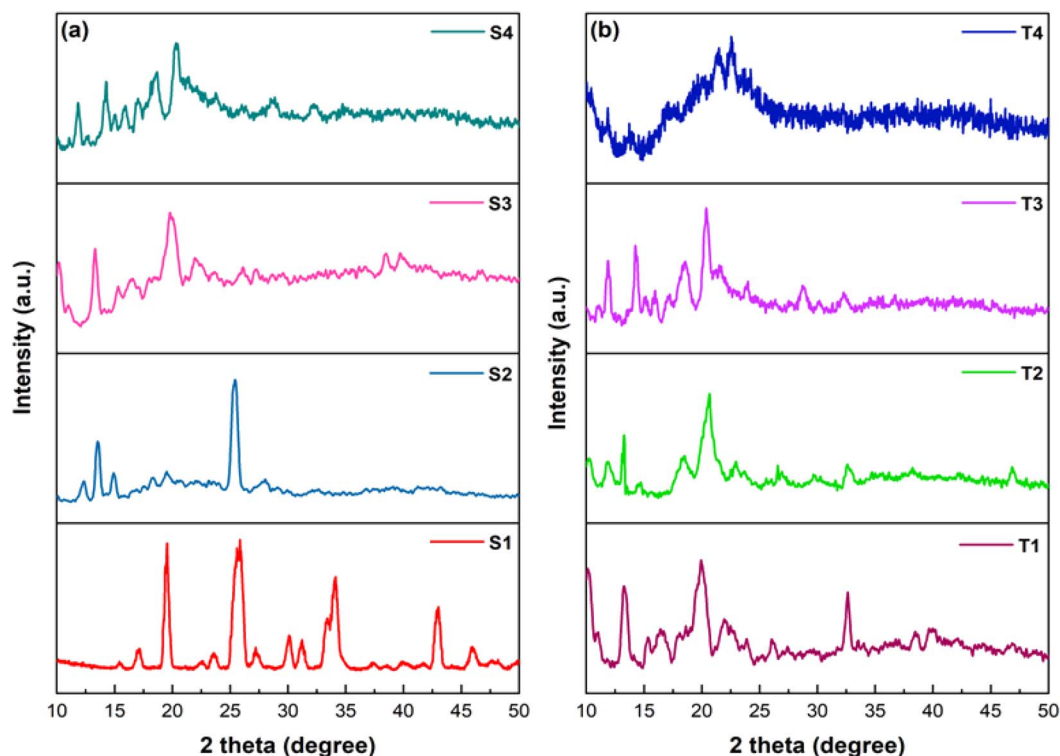 (a)
S4
S3
S2
S1
Intensity (a.u.)
10 15 20 25 30 35 40 45 50
2 theta (degree)
(b)
T4
T3
T2
T1
Intensity (a.u.)
10 15 20 25 30 35 40 45 50
2 theta (degree)